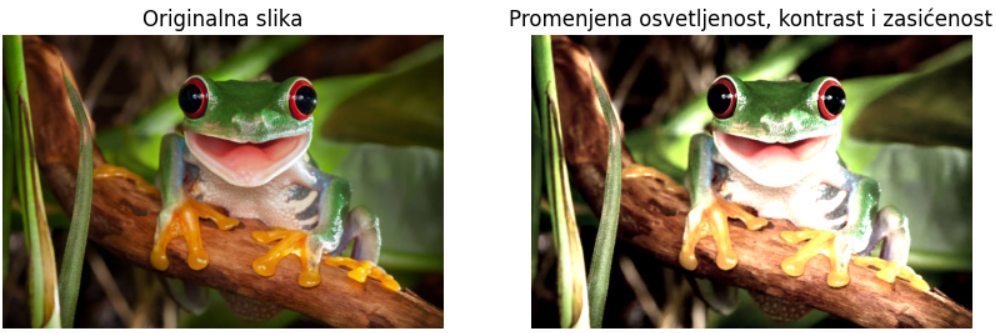 Originalna slika
Promenjena osvetljenost, kontrast i zasićenost